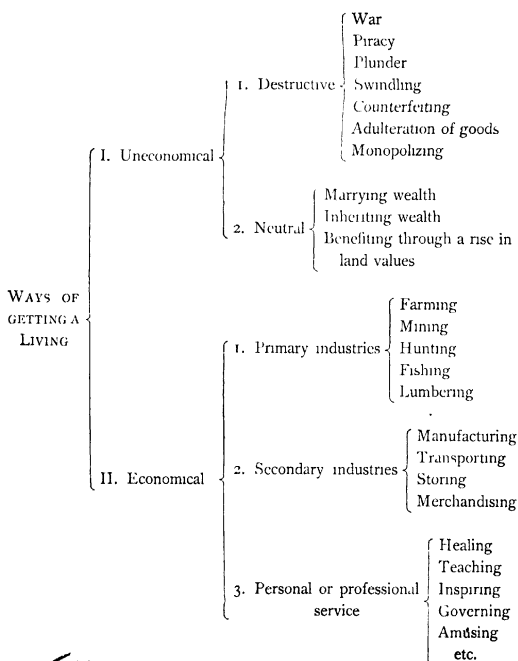 WAYS OF
GETTING A
LIVING
I. Uneconomical
1. Destructive
War
Piracy
Plunder
Swindling
Counterfeiting
Adulteration of goods
Monopolizing
2. Neutral
Marrying wealth
Inheriting wealth
Benefiting through a rise in
land values
II. Economical
1. Primary industries
Farming
Mining
Hunting
Fishing
Lumbering
2. Secondary industries
Manufacturing
Transporting
Storing
Merchandising
3. Personal or professional
service
Healing
Teaching
Inspiring
Governing
Amusing
etc.